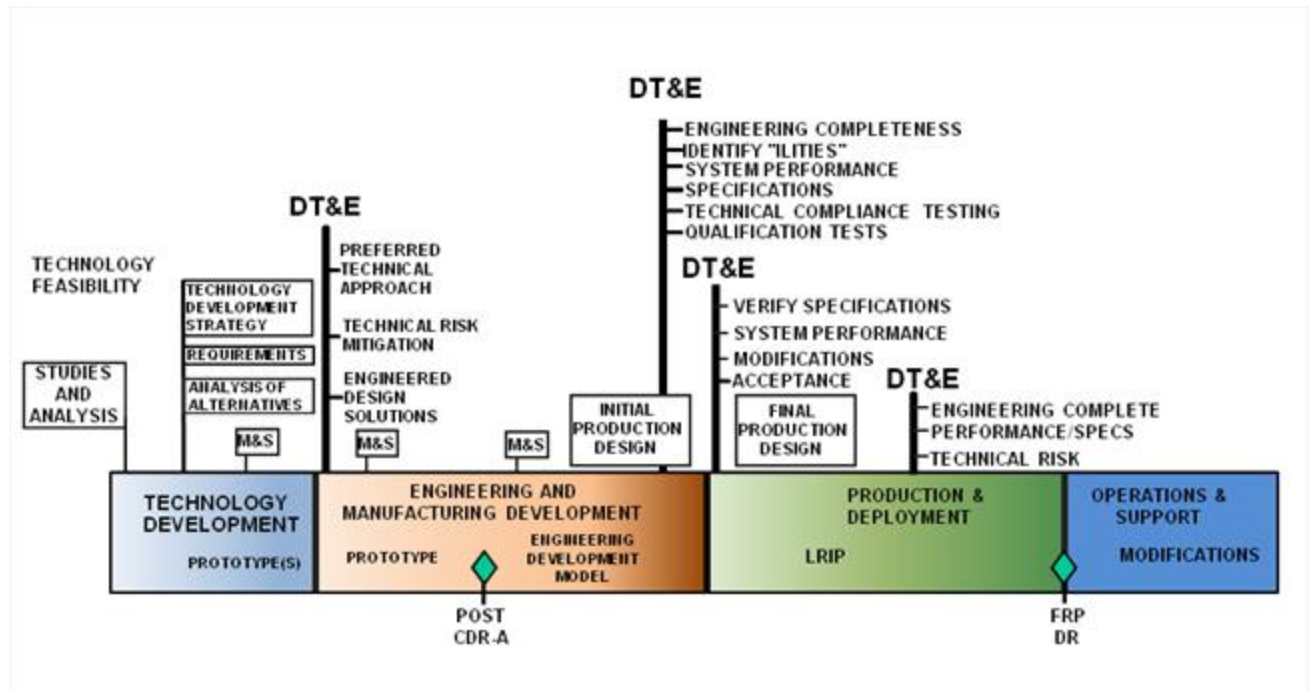 DT&E
ENGINEERING COMPLETENESS
IDENTIFY "ILITIES"
SYSTEM PERFORMANCE
SPECIFICATIONS
TECHNICAL COMPLIANCE TESTING
QUALIFICATION TESTS
DT&E
PREFERRED
TECHNICAL
APPROACH
TECHNICAL RISK
MITIGATION
ENGINEERED
DESIGN
SOLUTIONS
TECHNOLOGY
FEASIBILITY
TECHNOLOGY
DEVELOPMENT
STRATEGY
REQUIREMENTS
ANALYSIS OF
ALTERNATIVES
STUDIES
AND
ANALYSIS
M&S
M&S
M&S
INITIAL
PRODUCTION
DESIGN
DT&E
VERIFY SPECIFICATIONS
SYSTEM PERFORMANCE
MODIFICATIONS
ACCEPTANCE
FINAL
PRODUCTION
DESIGN
DT&E
ENGINEERING COMPLETE
PERFORMANCE/SPECS
TECHNICAL RISK
TECHNOLOGY
DEVELOPMENT
PROTOTYPE(S)
ENGINEERING AND
MANUFACTURING DEVELOPMENT
PROTOTYPE
ENGINEERING
DEVELOPMENT
MODEL
PRODUCTION &
DEPLOYMENT
LRIP
OPERATIONS &
SUPPORT
MODIFICATIONS
POST
CDR-A
FRP
DR